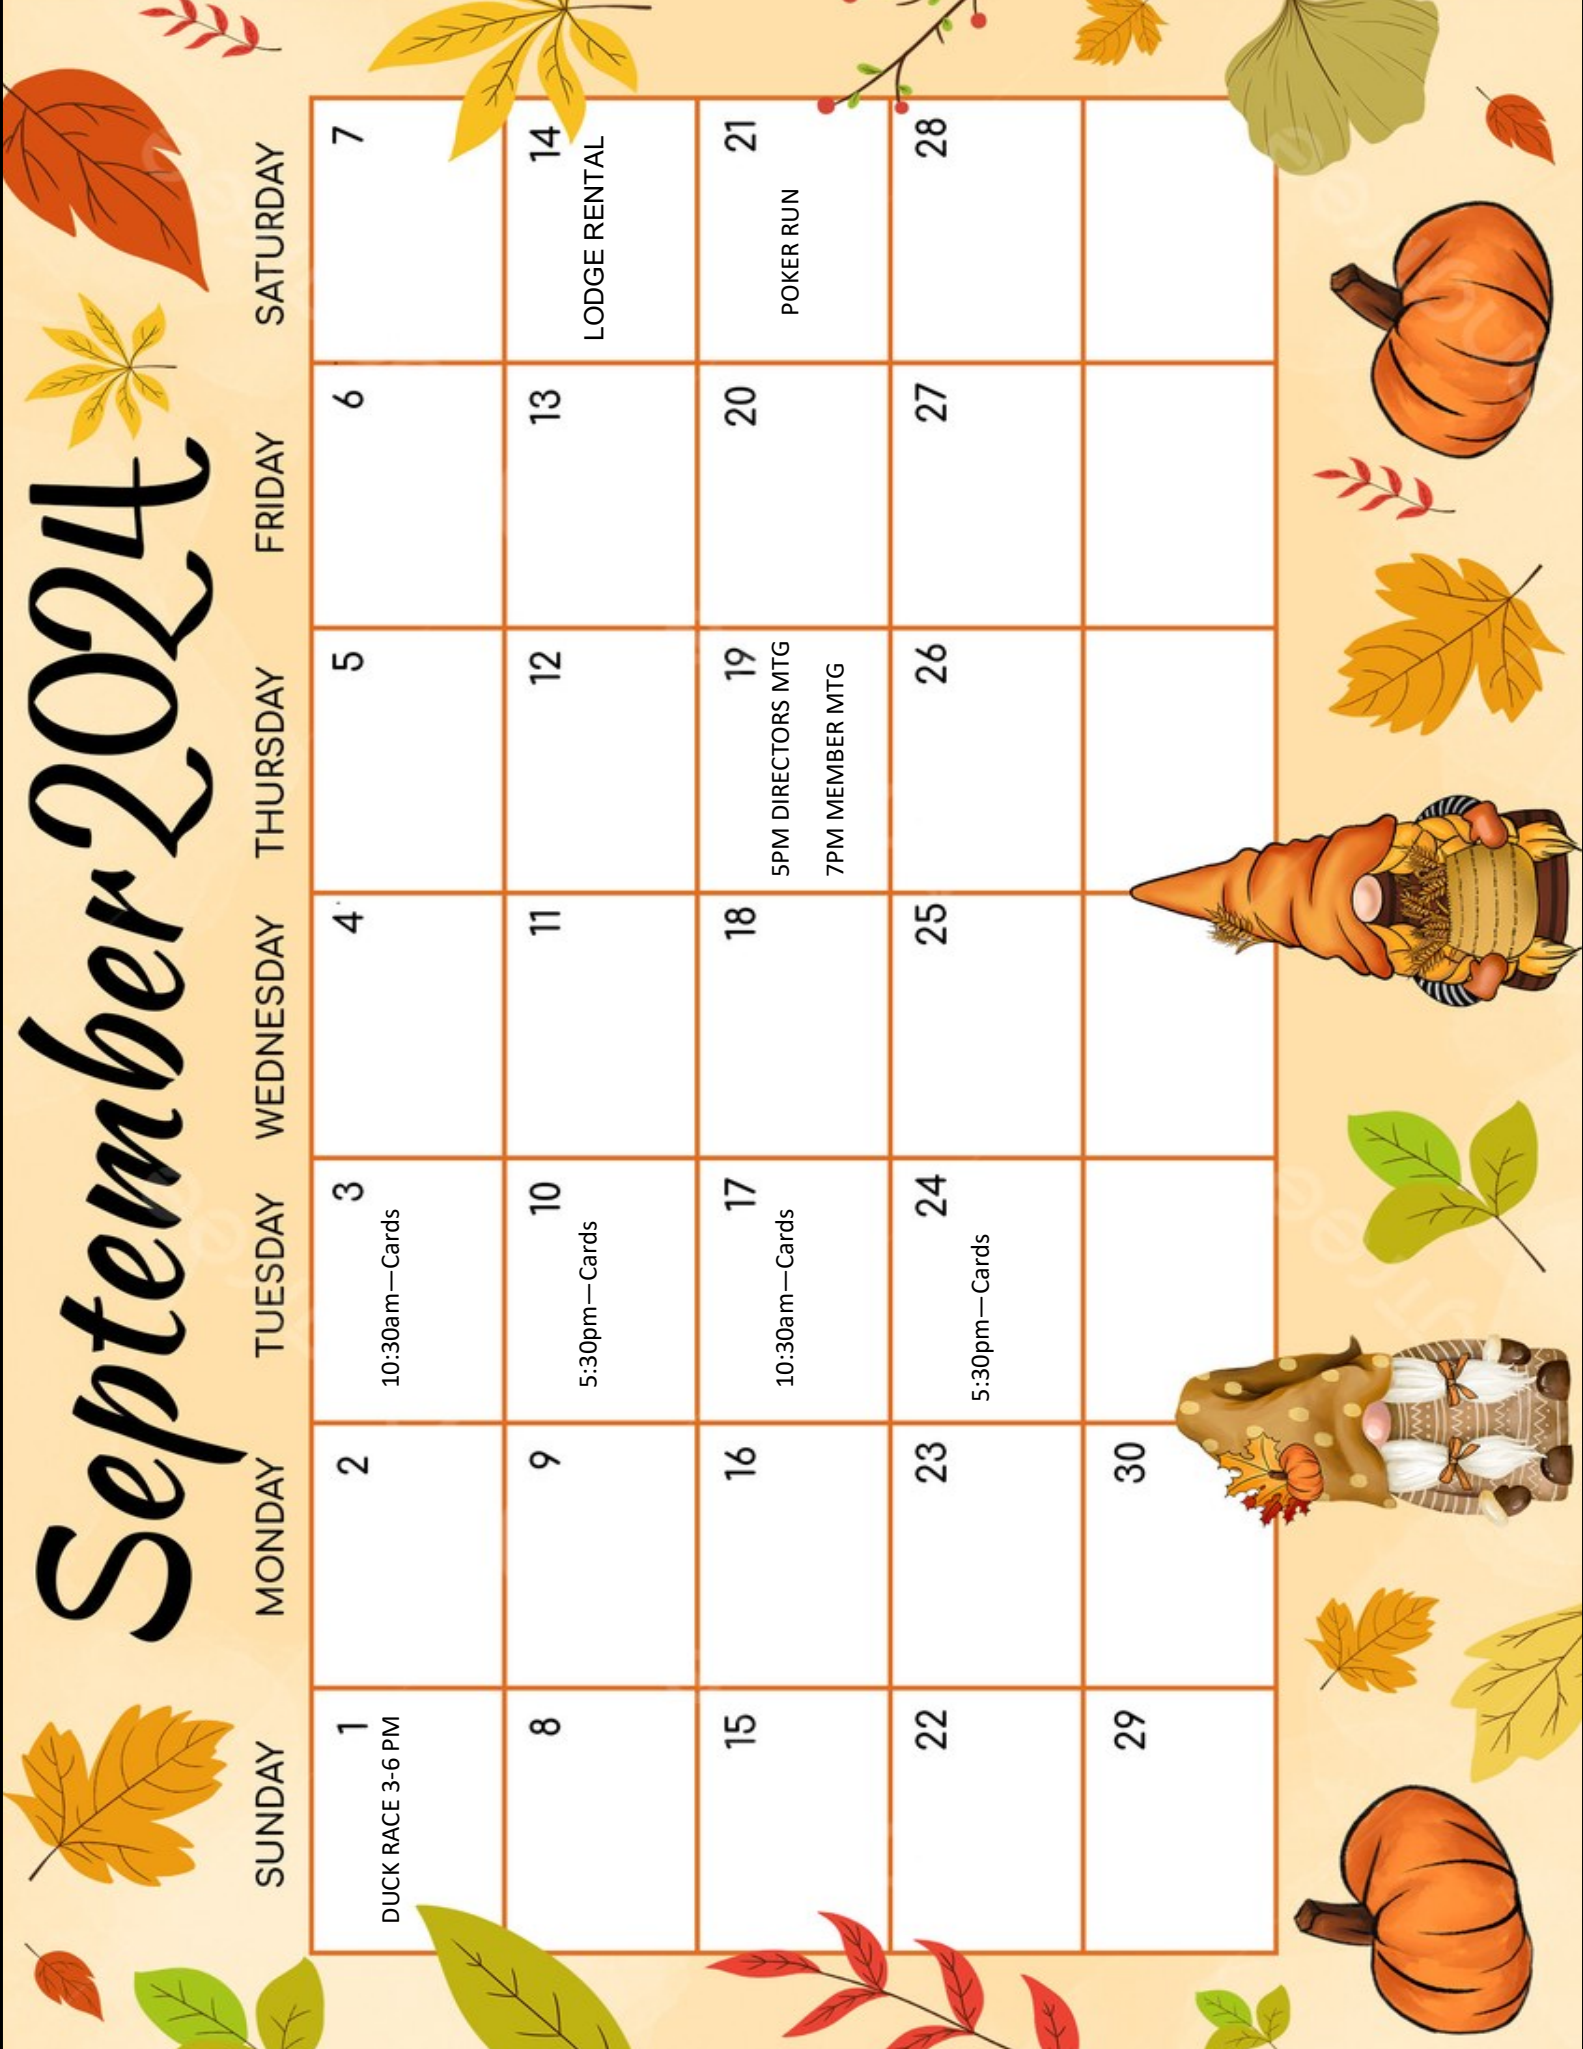 September 2024
SUNDAY MONDAY TUESDAY WEDNESDAY THURSDAY FRIDAY SATURDAY
1 2 3 4 5 6 7
DUCK RACE 3-6 PM
10:30am—Cards
8 9 10 11 12 13 14
5:30pm—Cards
LODGE RENTAL
15 16 17 18 19 20 21
10:30am—Cards
5PM DIRECTORS MTG
7PM MEMBER MTG
POKER RUN
22 23 24 25 26 27 28
5:30pm—Cards
29 30